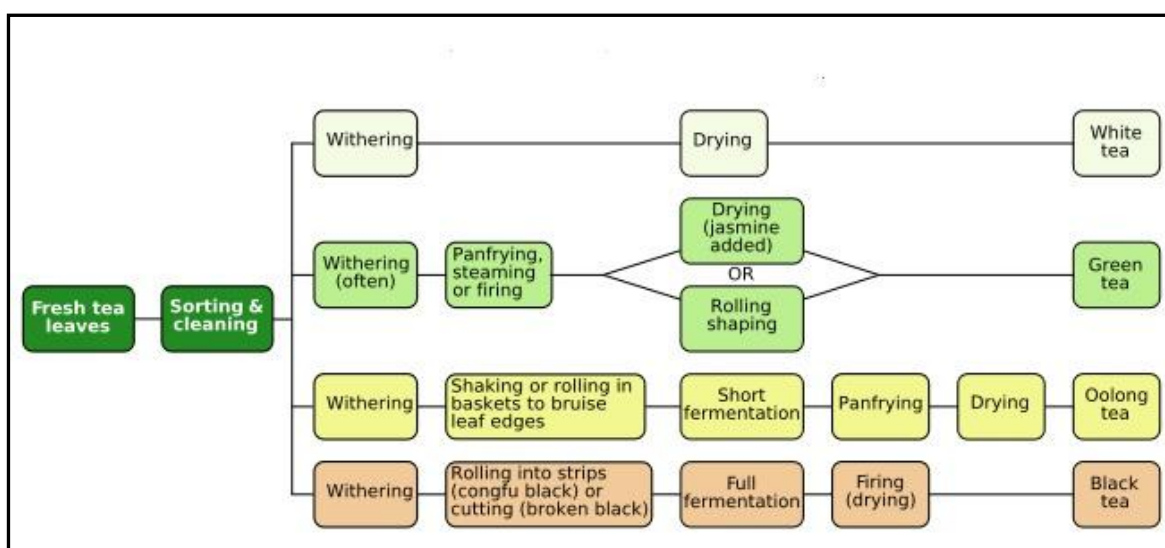 Fresh tea
leaves
Sorting &
cleaning
Withering
Drying
White
tea
Withering
(often)
Panfrying,
steaming
or firing
Drying
(jasmine
added)
OR
Rolling
shaping
Green
tea
Withering
Shaking or rolling in
baskets to bruise
leaf edges
Short
fermentation
Panfrying
Drying
Oolong
tea
Withering
Rolling into strips
(congfu black) or
cutting (broken black)
Full
fermentation
Firing
(drying)
Black
tea